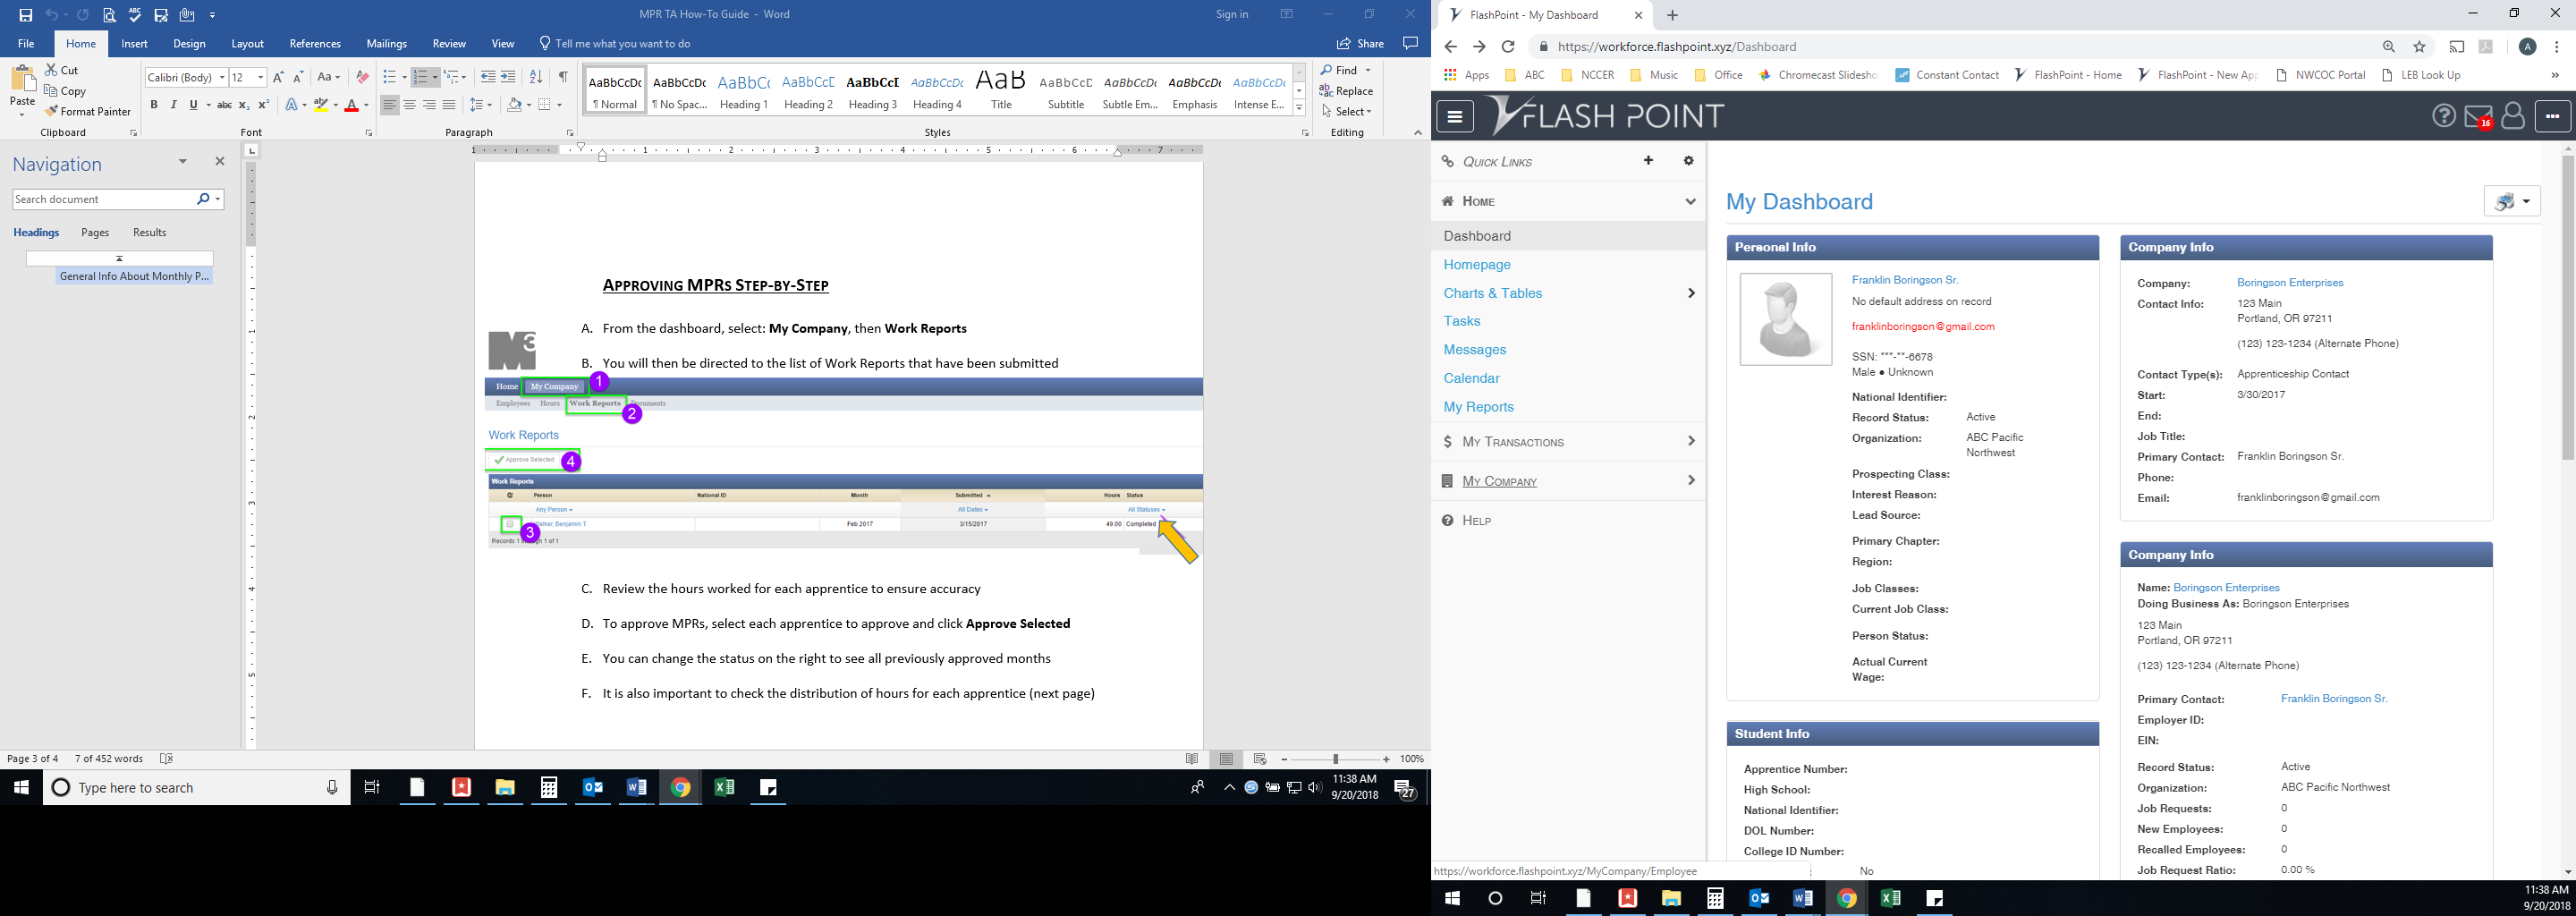 MPR TA How-To Guide - Word
Sign in
File Home Insert Design Layout References Mailings Review View Tell me what you want to do Share
Paste
Cut
Copy
Format Painter
Clipboard
Calibri (Body) 12
Font
Paragraph
AaBbCcDc ¶ Normal
AaBbCcDc ¶ No Spac...
AaBbCc Heading 1
AaBbCcE Heading 2
AaBbCcI Heading 3
AaBbCcDc Heading 4
AaB Title
AaBbCcD Subtitle
AaBbCcDc Subtle Em...
AaBbCcDc Emphasis
AaBbCcDc Intense E...
Styles
Find
Replace
Select
Editing
Navigation
Search document
Headings Pages Results
General Info About Monthly P...
APPROVING MPRS STEP-BY-STEP
A. From the dashboard, select: My Company, then Work Reports
M3
B. You will then be directed to the list of Work Reports that have been submitted
Home My Company 1
Employees Hours Work Reports 2 Documents
Work Reports
Approve Selected 4
Work Reports
Person National ID Month Submitted Hours Status
Any Person All Dates All Statuses
3 Walker, Benjamin T. Feb 2017 3/15/2017 49.00 Completed
Records 1 1 of 1
C. Review the hours worked for each apprentice to ensure accuracy
D. To approve MPRs, select each apprentice to approve and click Approve Selected
E. You can change the status on the right to see all previously approved months
F. It is also important to check the distribution of hours for each apprentice (next page)
Page 3 of 4 7 of 452 words
100%
Type here to search
11:38 AM
9/20/2018
27
FlashPoint - My Dashboard
https://workforce.flashpoint.xyz/Dashboard
A
Apps ABC NCCER Music Office Chromecast Slidesho Constant Contact FlashPoint - Home FlashPoint - New App NWCOC Portal LEB Look Up »
FLASH POINT
16
QUICK LINKS
HOME
Dashboard
Homepage
Charts & Tables
Tasks
Messages
Calendar
My Reports
$ MY TRANSACTIONS
MY COMPANY
HELP
My Dashboard
Personal Info
Franklin Boringson Sr.
No default address on record
franklinboringson@gmail.com
SSN: ***-**-6678
Male ● Unknown
National Identifier:
Record Status: Active
Organization: ABC Pacific
Northwest
Prospecting Class:
Interest Reason:
Lead Source:
Primary Chapter:
Region:
Job Classes:
Current Job Class:
Person Status:
Actual Current
Wage:
Student Info
Apprentice Number:
High School:
National Identifier:
DOL Number:
College ID Number:
No
Company Info
Company: Boringson Enterprises
Contact Info: 123 Main
Portland, OR 97211
(123) 123-1234 (Alternate Phone)
Contact Type(s): Apprenticeship Contact
Start: 3/30/2017
End:
Job Title:
Primary Contact: Franklin Boringson Sr.
Phone:
Email: franklinboringson@gmail.com
Company Info
Name: Boringson Enterprises
Doing Business As: Boringson Enterprises
123 Main
Portland, OR 97211
(123) 123-1234 (Alternate Phone)
Primary Contact: Franklin Boringson Sr.
Employer ID:
EIN:
Record Status: Active
Organization: ABC Pacific Northwest
Job Requests: 0
New Employees: 0
Recalled Employees: 0
Job Request Ratio: 0.00 %
https://workforce.flashpoint.xyz/MyCompany/Employee
11:38 AM
9/20/2018